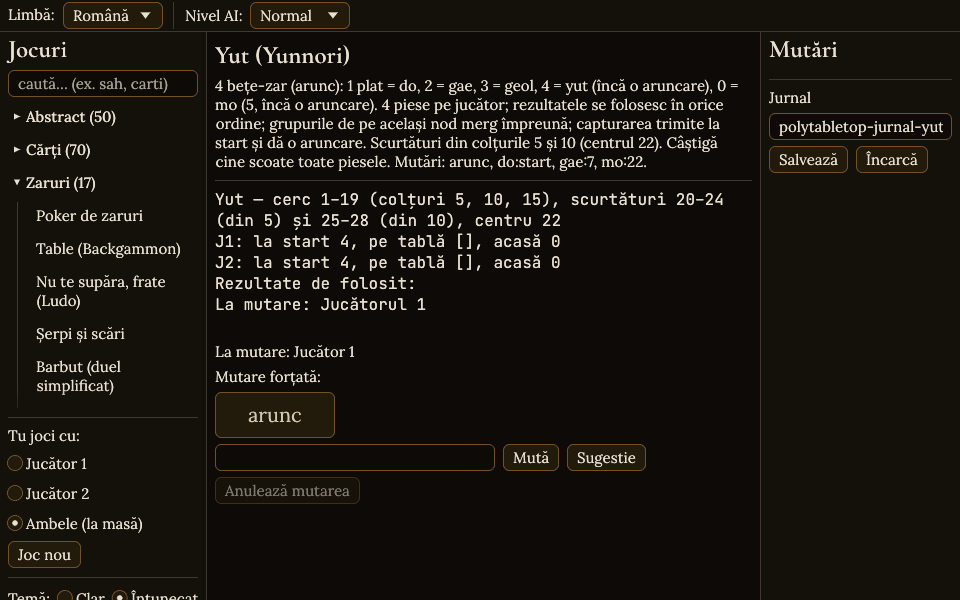 Limbă: Română Nivel AI: Normal
Jocuri
caută... (ex. sah, carti)
Abstract (50)
Cărți (70)
Zaruri (17)
Poker de zaruri
Table (Backgammon)
Nu te supăra, frate
(Ludo)
Șerpi și scări
Barbut (duel
simplificat)
Tu joci cu:
Jucător 1
Jucător 2
Ambele (la masă)
Joc nou
Temă: Clar Întunecat
Yut (Yunnori)
4 bețe-zar (arunc): 1 plat = do, 2 = gae, 3 = geol, 4 = yut (încă o aruncare), 0 =
mo (5, încă o aruncare). 4 piese pe jucător; rezultatele se folosesc în orice
ordine; grupurile de pe același nod merg împreună; capturarea trimite la
start și dă o aruncare. Scurtături din colțurile 5 și 10 (centrul 22). Câștigă
cine scoate toate piesele. Mutări: arunc, do:start, gae:7, mo:22.
Yut — cerc 1–19 (colțuri 5, 10, 15), scurtături 20–24
(din 5) și 25–28 (din 10), centru 22
J1: la start 4, pe tablă [], acasă 0
J2: la start 4, pe tablă [], acasă 0
Rezultate de folosit:
La mutare: Jucătorul 1
La mutare: Jucător 1
Mutare forțată:
arunc
Mută Sugestie
Anulează mutarea
Mutări
Jurnal
polytabletop-jurnal-yut
Salvează Încarcă